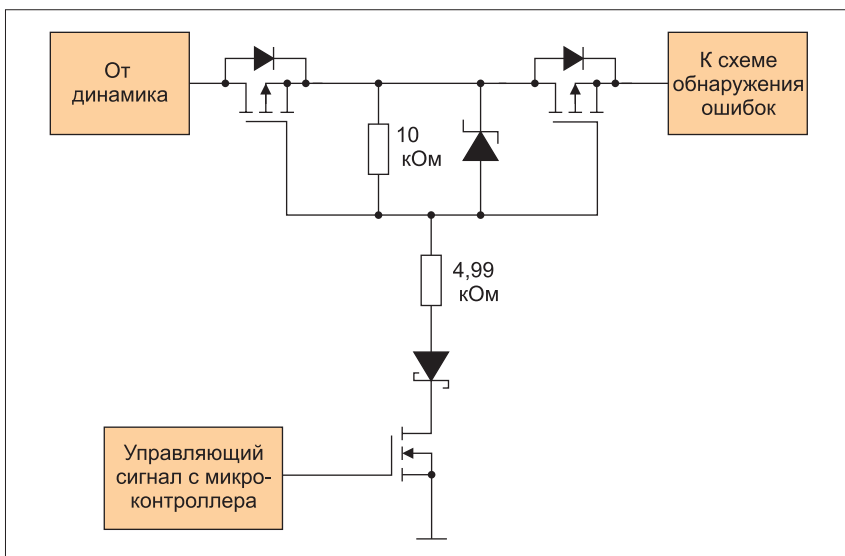 От
динамика
К схеме
обнаружения
ошибок
10
кОм
4,99
кОм
Управляющий
сигнал с микро-
контроллера